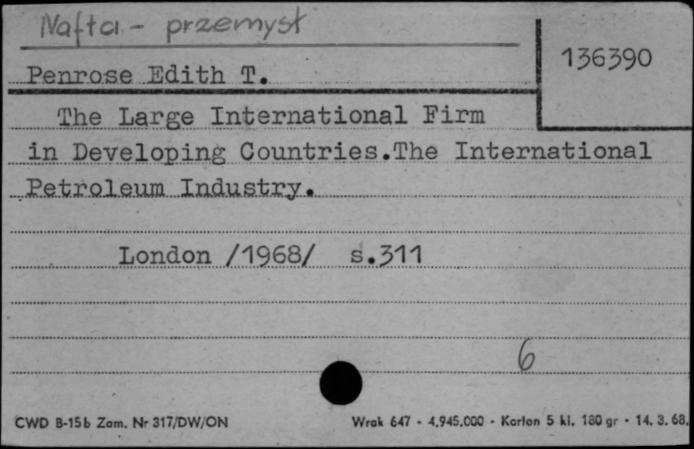 Nafta - przemysł
136390
Penrose Edith T.
The Large International Firm
in Developing Countries.The International
Petroleum Industry.
London /1968/ s.311
6
CWD B-15b Zam. Nr 317/DW/ON
Wrak 647 - 4.945.000 - Karton 5 kl. 180 gr - 14. 3. 68.